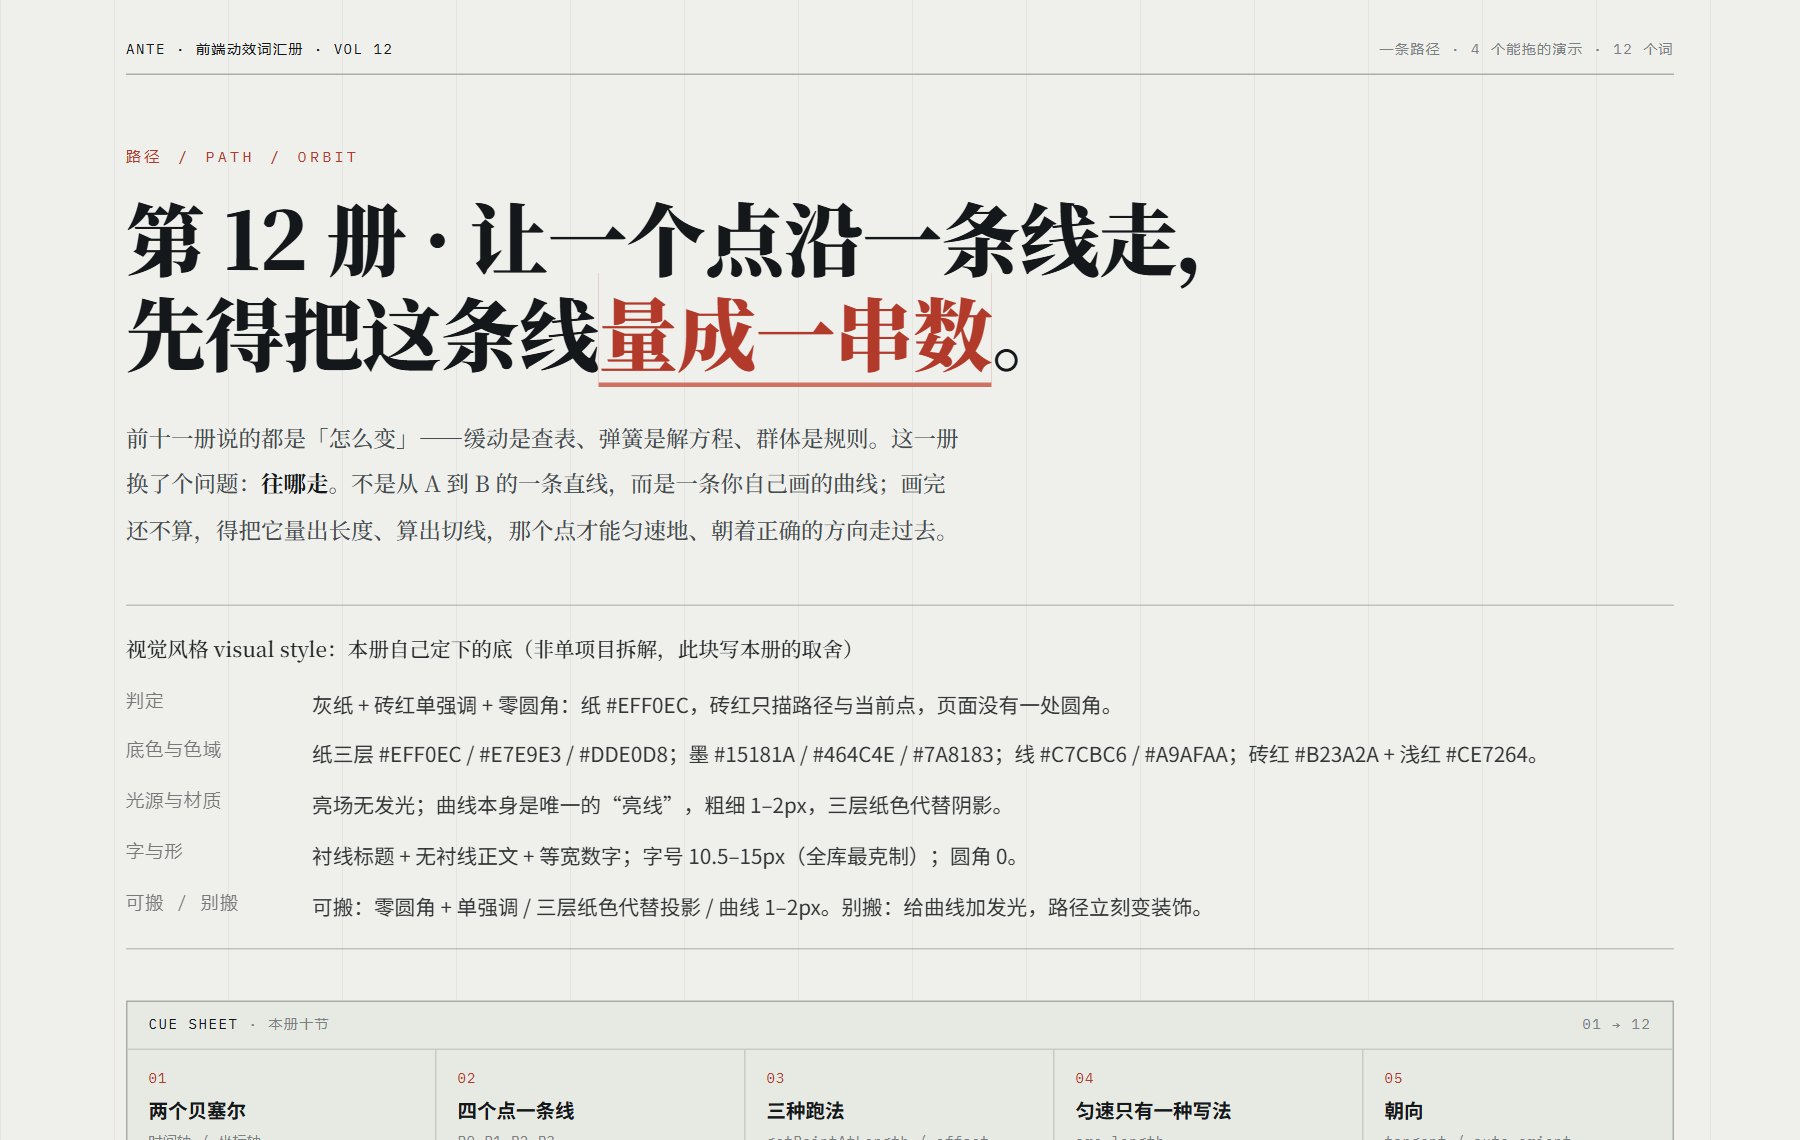 ANTE · 前端动效词汇册 · VOL 12
一条路径 · 4 个能拖的演示 · 12 个词
路径 / PATH / ORBIT
第 12 册 · 让一个点沿一条线走，
先得把这条线量成一串数。
前十一册说的都是「怎么变」——缓动是查表、弹簧是解方程、群体是规则。这一册
换了个问题：往哪走。不是从 A 到 B 的一条直线，而是一条你自己画的曲线；画完
还不算，得把它量出长度、算出切线，那个点才能匀速地、朝着正确的方向走过去。
视觉风格 visual style：本册自己定下的底（非单项目拆解，此块写本册的取舍）
判定 灰纸 + 砖红单强调 + 零圆角：纸 #EFF0EC，砖红只描路径与当前点，页面没有一处圆角。
底色与色域 纸三层 #EFF0EC / #E7E9E3 / #DDE0D8；墨 #15181A / #464C4E / #7A8183；线 #C7CBC6 / #A9AFAA；砖红 #B23A2A + 浅红 #CE7264。
光源与材质 亮场无发光；曲线本身是唯一的“亮线”，粗细 1–2px，三层纸色代替阴影。
字与形 衬线标题 + 无衬线正文 + 等宽数字；字号 10.5–15px（全库最克制）；圆角 0。
可搬 / 别搬 可搬：零圆角 + 单强调 / 三层纸色代替投影 / 曲线 1–2px。别搬：给曲线加发光，路径立刻变装饰。
CUE SHEET · 本册十节
01 → 12
01
两个贝塞尔
02
四个点一条线
03
三种跑法
04
匀速只有一种写法
05
朝向